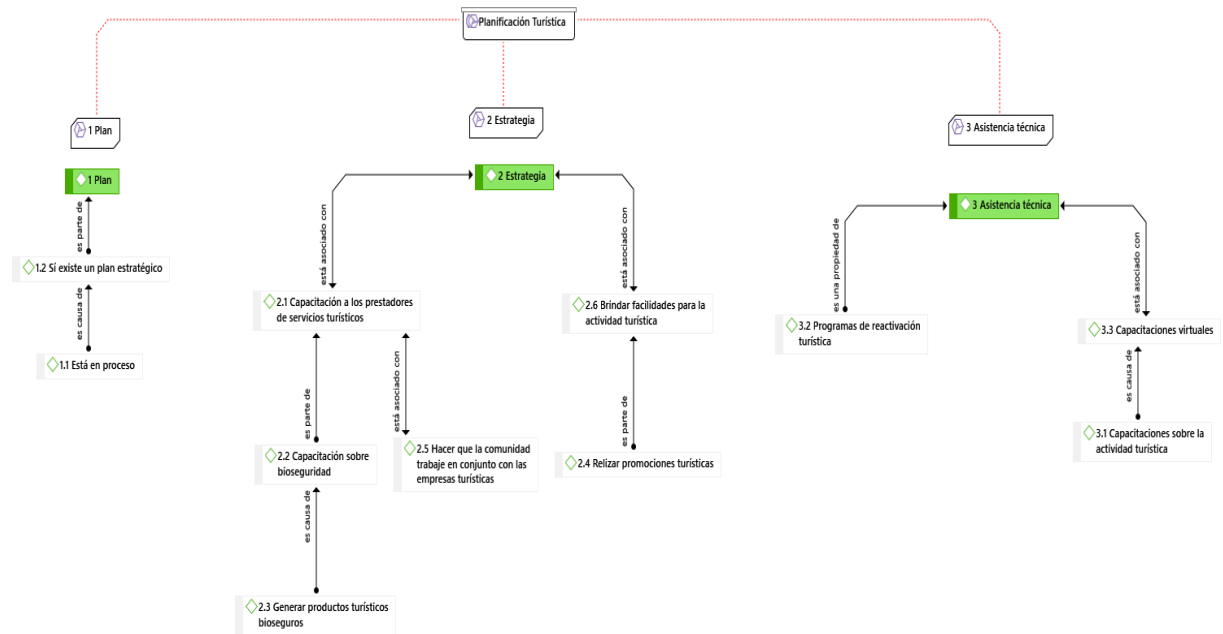 Planificación Turística
1 Plan
2 Estrategia
3 Asistencia técnica
1 Plan
es parte de
1.2 Sí existe un plan estratégico
es causa de
1.1 Está en proceso
2 Estrategia
está asociado con
está asociado con
2.1 Capacitación a los prestadores
de servicios turísticos
2.6 Brindar facilidades para la
actividad turística
es parte de
está asociado con
es parte de
2.2 Capacitación sobre
bioseguridad
2.5 Hacer que la comunidad
trabaje en conjunto con las
empresas turísticas
2.4 Relizar promociones turísticas
es causa de
2.3 Generar productos turísticos
bioseguros
3 Asistencia técnica
es una propiedad de
está asociado con
3.2 Programas de reactivación
turística
3.3 Capacitaciones virtuales
es causa de
3.1 Capacitaciones sobre la
actividad turística